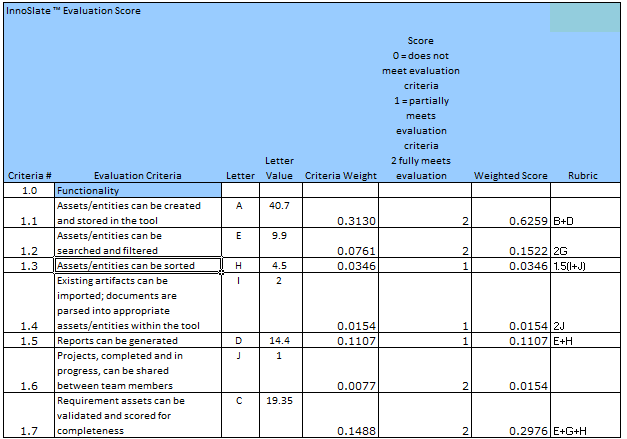 InnoSlate ™ Evaluation Score
Score
0 = does not
meet evaluation
criteria
1 = partially
meets
evaluation
criteria
Letter 2 fully meets
Criteria # Evaluation Criteria Letter Value Criteria Weight evaluation Weighted Score Rubric
1.0 Functionality
Assets/entities can be created A 40.7
1.1 and stored in the tool 0.3130 2 0.6259 B+D
Assets/entities can be E 9.9
1.2 searched and filtered 0.0761 2 0.1522 2G
1.3 Assets/entities can be sorted H 4.5 0.0346 1 0.0346 1.5(I+J)
Existing artifacts can be I 2
imported; documents are
parsed into appropriate
1.4 assets/entities within the tool 0.0154 1 0.0154 2J
1.5 Reports can be generated D 14.4 0.1107 1 0.1107 E+H
Projects, completed and in J 1
progress, can be shared
1.6 between team members 0.0077 2 0.0154
Requirement assets can be C 19.35
validated and scored for
1.7 completeness 0.1488 2 0.2976 E+G+H